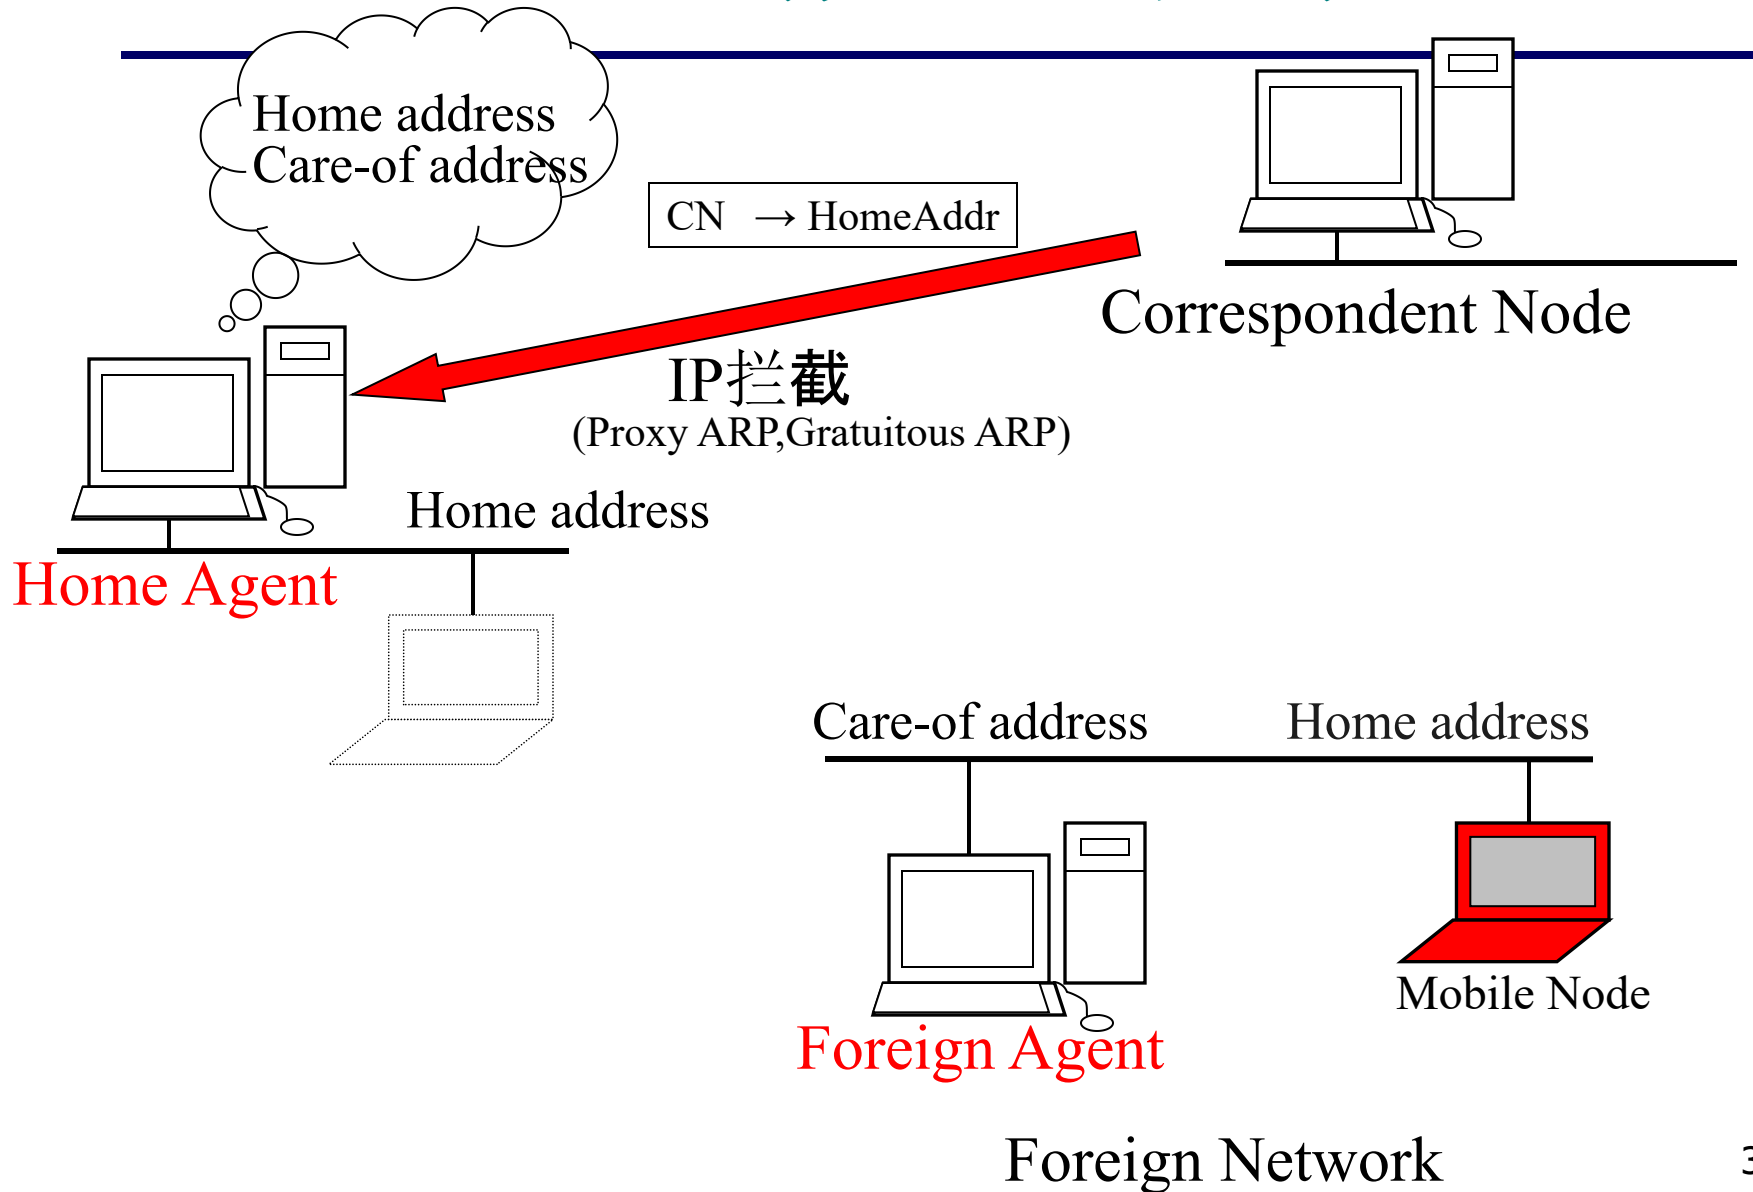 Home address
Care-of address
CN → HomeAddr
Correspondent Node
IP拦截
(Proxy ARP,Gratuitous ARP)
Home address
Home Agent
Care-of address
Home address
Mobile Node
Foreign Agent
Foreign Network